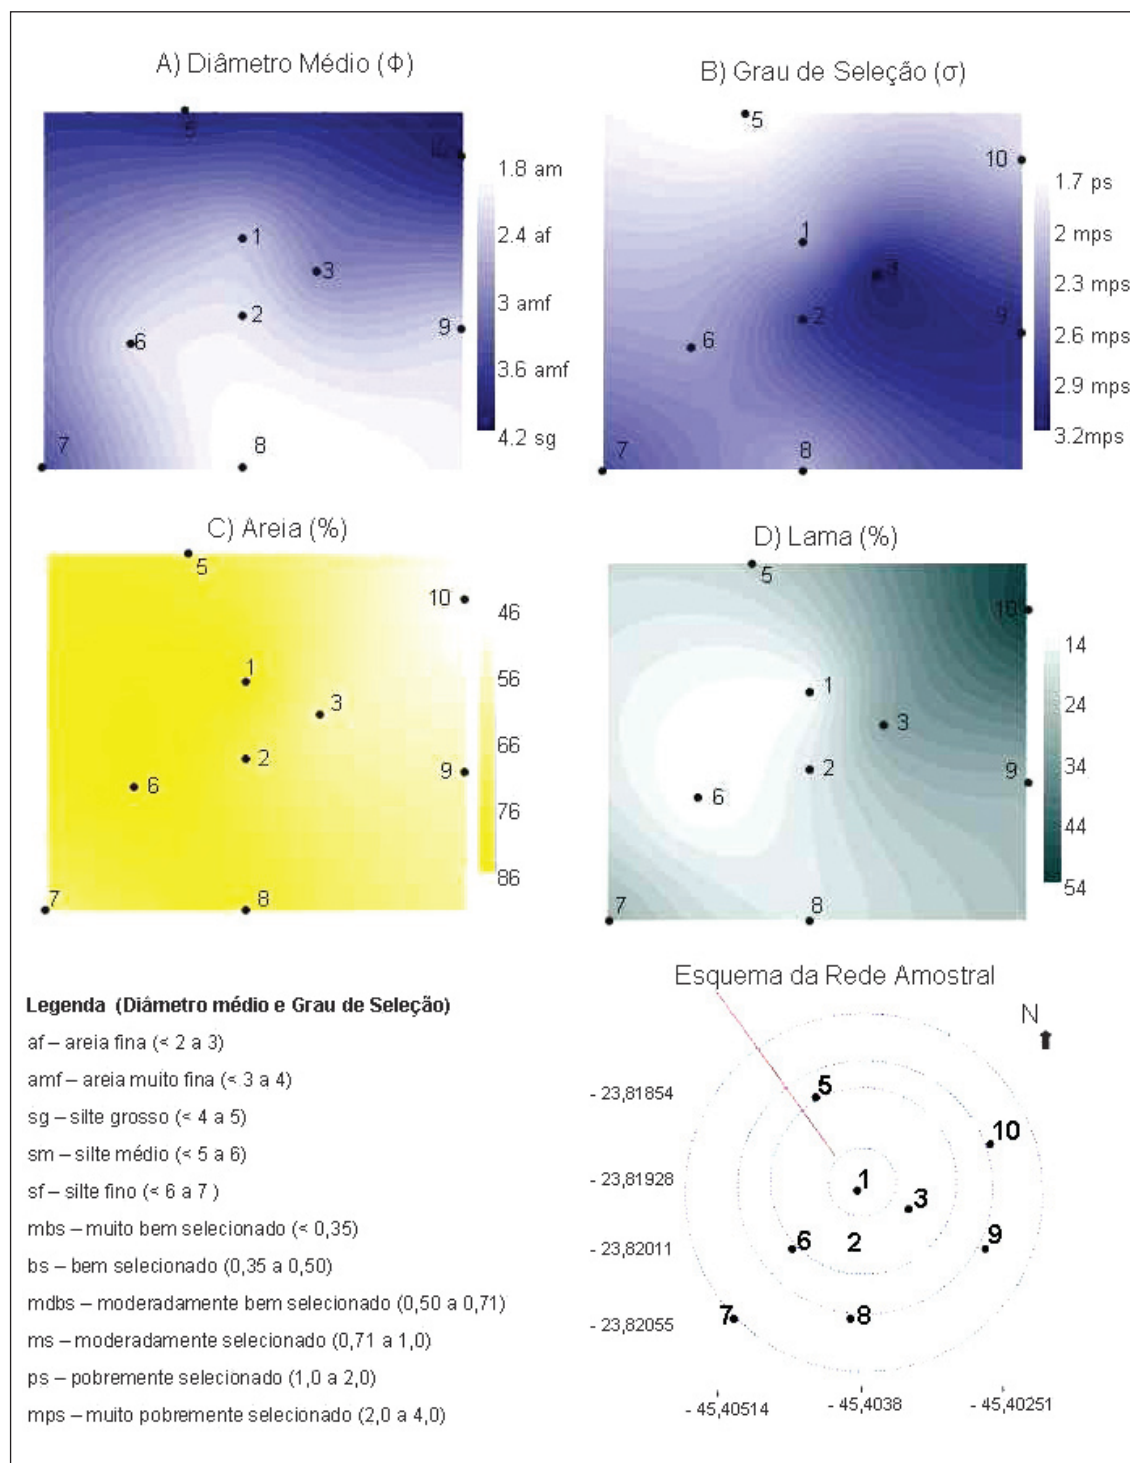 A) Diâmetro Médio (Φ)
5
10
1
3
2
6
9
7
8
1.8 am
2.4 af
3 amf
3.6 amf
4.2 sg
B) Grau de Seleção (σ)
5
10
1
3
2
6
9
7
8
1.7 ps
2 mps
2.3 mps
2.6 mps
2.9 mps
3.2mps
C) Areia (%)
5
10
1
3
2
6
9
7
8
46
56
66
76
86
D) Lama (%)
5
10
1
3
2
6
9
7
8
14
24
34
44
54
Legenda (Diâmetro médio e Grau de Seleção)
af – areia fina (< 2 a 3)
amf – areia muito fina (< 3 a 4)
sg – silte grosso (< 4 a 5)
sm – silte médio (< 5 a 6)
sf – silte fino (< 6 a 7 )
mbs – muito bem selecionado (< 0,35)
bs – bem selecionado (0,35 a 0,50)
mdbs – moderadamente bem selecionado (0,50 a 0,71)
ms – moderadamente selecionado (0,71 a 1,0)
ps – pobremente selecionado (1,0 a 2,0)
mps – muito pobremente selecionado (2,0 a 4,0)
Esquema da Rede Amostral
N
- 23,81854
- 23,81928
- 23,82011
- 23,82055
5
10
1
3
6
2
9
7
8
- 45,40514
- 45,4038
- 45,40251